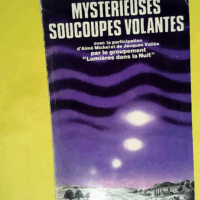 MYSTERIEUSES
SOUCOUPES VOLANTES
avec la participation
d'Aimé Michel et de Jacques Vallée
par le groupement
"Lumières dans la Nuit"